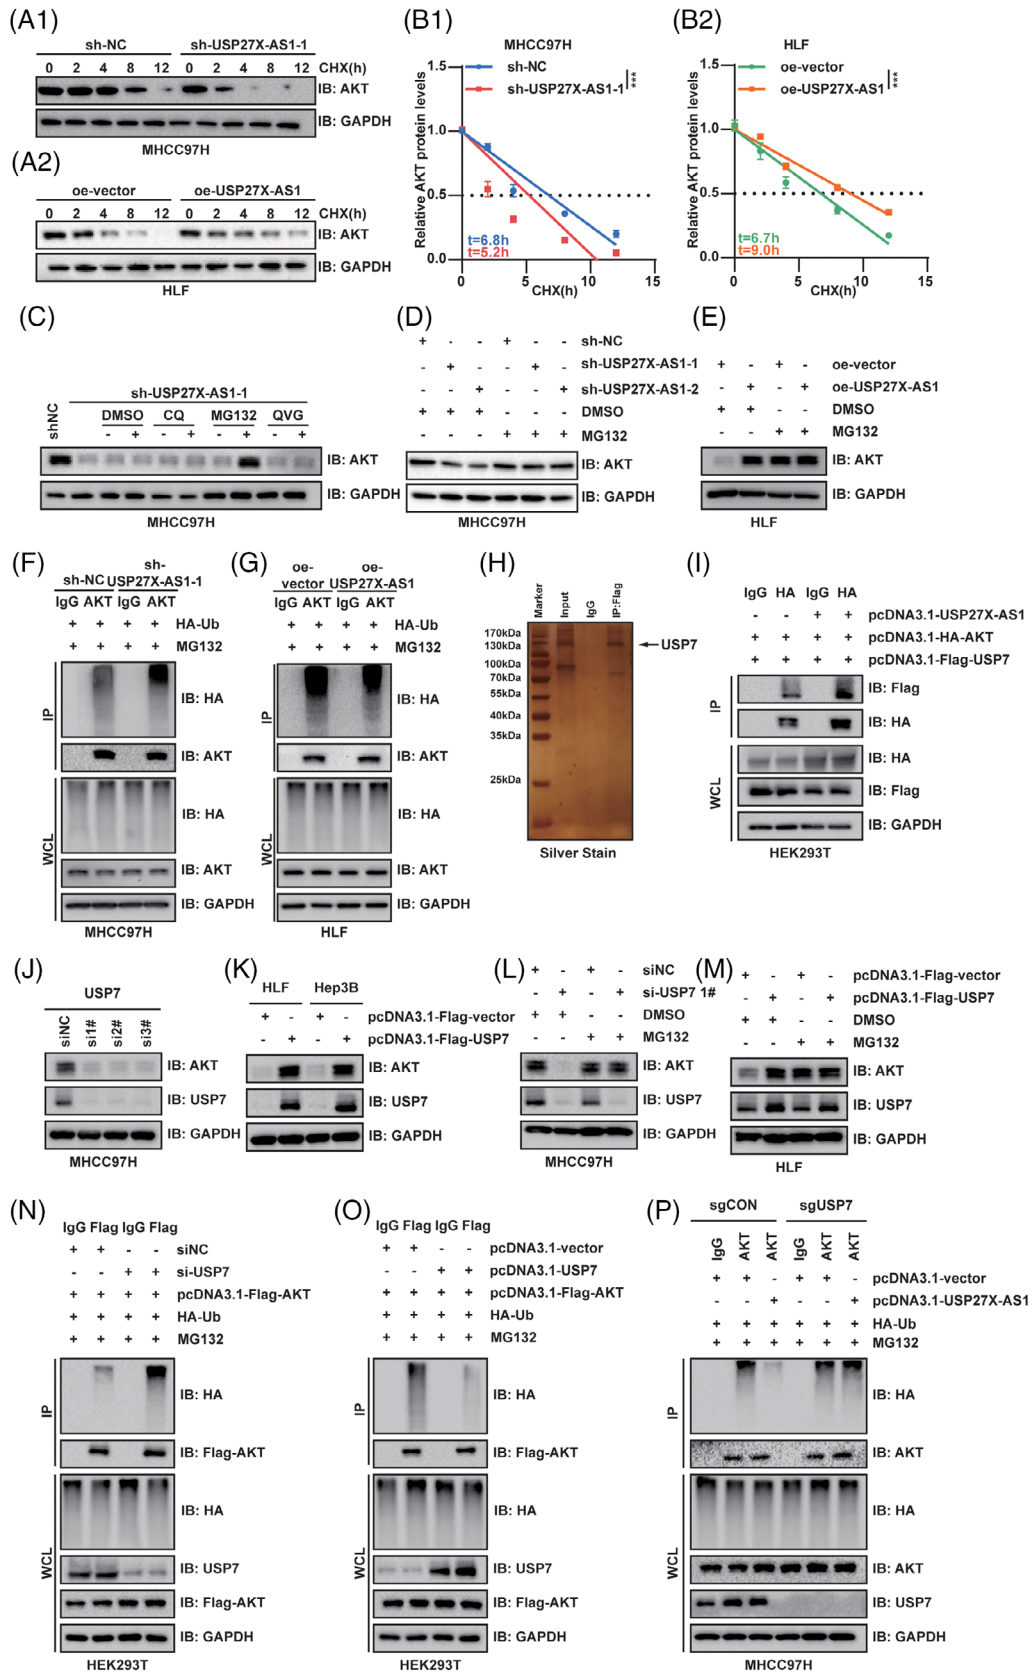 (A1)
sh-NC sh-USP27X-AS1-1
0 2 4 8 12 0 2 4 8 12 CHX(h)
IB: AKT
IB: GAPDH
MHCC97H
(A2)
oe-vector oe-USP27X-AS1
0 2 4 8 12 0 2 4 8 12 CHX(h)
IB: AKT
IB: GAPDH
HLF
(B1)
MHCC97H
sh-NC
sh-USP27X-AS1-1
***
Relative AKT protein levels
1.5
1.0
0.5
0.0
t=6.8h
t=5.2h
0 5 10 15
CHX(h)
(B2)
HLF
oe-vector
oe-USP27X-AS1
***
Relative AKT protein levels
1.5
1.0
0.5
0.0
t=6.7h
t=9.0h
0 5 10 15
CHX(h)
(C)
sh-USP27X-AS1-1
shNC
DMSO CQ MG132 QVG
- + - + - + - +
IB: AKT
IB: GAPDH
MHCC97H
(D)
+ - - + - - sh-NC
- + - - + - sh-USP27X-AS1-1
- - + - - + sh-USP27X-AS1-2
+ + + - - - DMSO
- - - + + + MG132
IB: AKT
IB: GAPDH
MHCC97H
(E)
+ - + - oe-vector
- + - + oe-USP27X-AS1
+ + - - DMSO
- - + + MG132
IB: AKT
IB: GAPDH
HLF
(F)
sh-NC sh-USP27X-AS1-1
IgG AKT IgG AKT
+ + + + HA-Ub
+ + + + MG132
IP
IB: HA
IB: AKT
WCL
IB: HA
IB: AKT
IB: GAPDH
MHCC97H
(G)
oe-vector oe-USP27X-AS1
IgG AKT IgG AKT
+ + + + HA-Ub
+ + + + MG132
IP
IB: HA
IB: AKT
WCL
IB: HA
IB: AKT
IB: GAPDH
HLF
(H)
Marker Input IgG IP:Flag
170kDa
130kDa
100kDa
70kDa
55kDa
40kDa
35kDa
25kDa
USP7
Silver Stain
(I)
IgG HA IgG HA
- - + + pcDNA3.1-USP27X-AS1
+ + + + pcDNA3.1-HA-AKT
+ + + + pcDNA3.1-Flag-USP7
IP
IB: Flag
IB: HA
WCL
IB: HA
IB: Flag
IB: GAPDH
HEK293T
(J)
USP7
siNC si1# si2# si3#
IB: AKT
IB: USP7
IB: GAPDH
MHCC97H
(K)
HLF Hep3B
+ - + - pcDNA3.1-Flag-vector
- + - + pcDNA3.1-Flag-USP7
IB: AKT
IB: USP7
IB: GAPDH
(L)
+ - + - siNC
- + - + si-USP7 1#
+ + - - DMSO
- - + + MG132
IB: AKT
IB: USP7
IB: GAPDH
MHCC97H
(M)
+ - + - pcDNA3.1-Flag-vector
- + - + pcDNA3.1-Flag-USP7
+ + - - DMSO
- - + + MG132
IB: AKT
IB: USP7
IB: GAPDH
HLF
(N)
IgG Flag IgG Flag
+ + - - siNC
- - + + si-USP7
+ + + + pcDNA3.1-Flag-AKT
+ + + + HA-Ub
+ + + + MG132
IP
IB: HA
IB: Flag-AKT
WCL
IB: HA
IB: USP7
IB: Flag-AKT
IB: GAPDH
HEK293T
(O)
IgG Flag IgG Flag
+ + - - pcDNA3.1-vector
- - + + pcDNA3.1-USP7
+ + + + pcDNA3.1-Flag-AKT
+ + + + HA-Ub
+ + + + MG132
IP
IB: HA
IB: Flag-AKT
WCL
IB: HA
IB: USP7
IB: Flag-AKT
IB: GAPDH
HEK293T
(P)
sgCON sgUSP7
IgG AKT AKT IgG AKT AKT
+ + - + + - pcDNA3.1-vector
- - + - - + pcDNA3.1-USP27X-AS1
+ + + + + + HA-Ub
+ + + + + + MG132
IP
IB: HA
IB: AKT
WCL
IB: HA
IB: AKT
IB: USP7
IB: GAPDH
MHCC97H